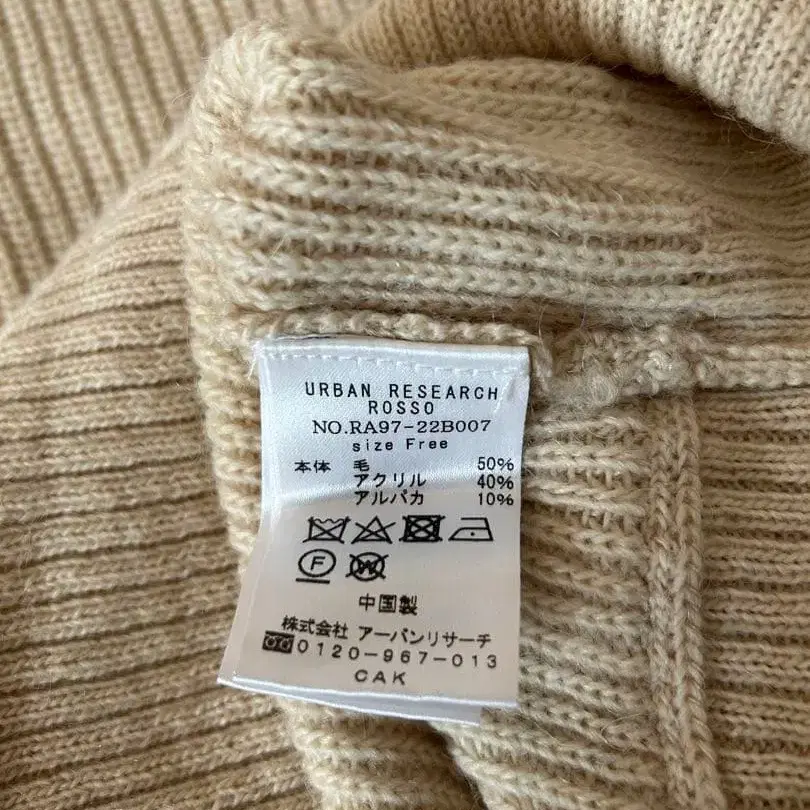 URBAN RESEARCH
ROSSO
NO.RA97-22B007
size Free
本体 毛 50%
アクリル 40%
アルパカ 10%
F W
中国製
株式会社 アーバンリサーチ
0120-967-013
CAK